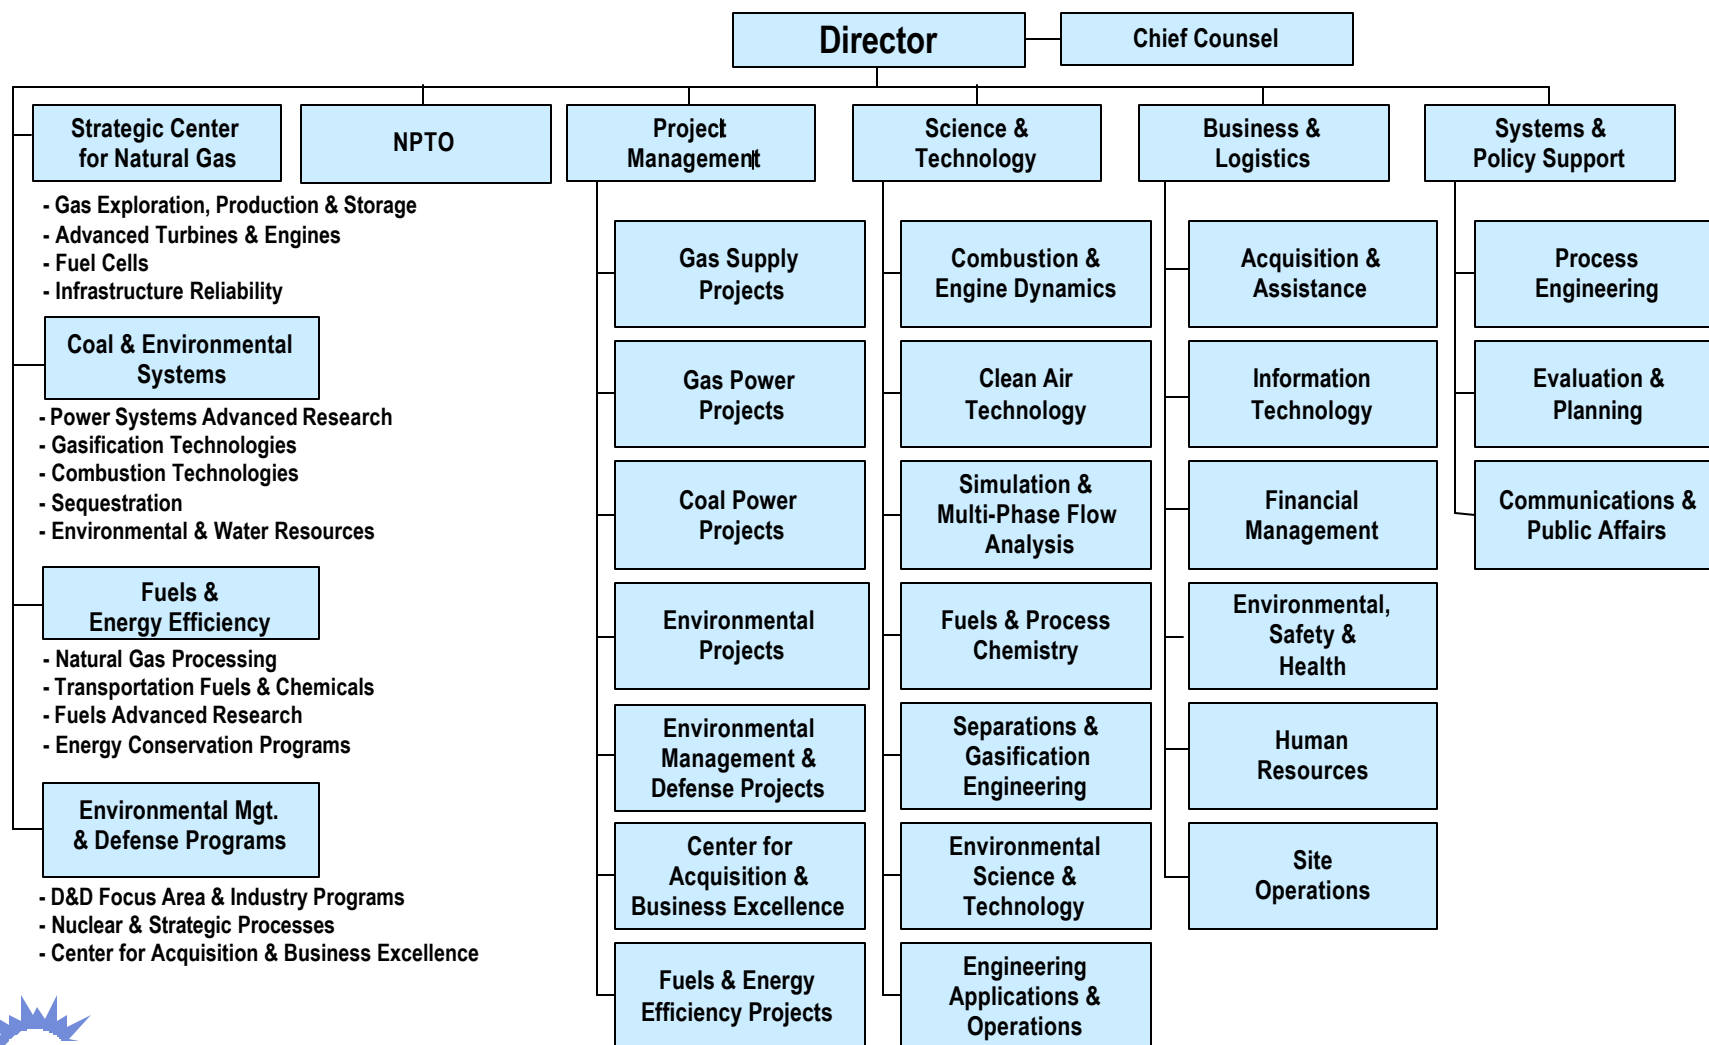 Director
Chief Counsel
Strategic Center
for Natural Gas
NPTO
Project
Management
Science &
Technology
Business &
Logistics
Systems &
Policy Support
- Gas Exploration, Production & Storage
- Advanced Turbines & Engines
- Fuel Cells
- Infrastructure Reliability
Coal & Environmental
Systems
- Power Systems Advanced Research
- Gasification Technologies
- Combustion Technologies
- Sequestration
- Environmental & Water Resources
Fuels &
Energy Efficiency
- Natural Gas Processing
- Transportation Fuels & Chemicals
- Fuels Advanced Research
- Energy Conservation Programs
Environmental Mgt.
& Defense Programs
- D&D Focus Area & Industry Programs
- Nuclear & Strategic Processes
- Center for Acquisition & Business Excellence
Gas Supply
Projects
Gas Power
Projects
Coal Power
Projects
Environmental
Projects
Environmental
Management &
Defense Projects
Center for
Acquisition &
Business Excellence
Fuels & Energy
Efficiency Projects
Combustion &
Engine Dynamics
Clean Air
Technology
Simulation &
Multi-Phase Flow
Analysis
Fuels & Process
Chemistry
Separations &
Gasification
Engineering
Environmental
Science &
Technology
Engineering
Applications &
Operations
Acquisition &
Assistance
Information
Technology
Financial
Management
Environmental,
Safety &
Health
Human
Resources
Site
Operations
Process
Engineering
Evaluation &
Planning
Communications &
Public Affairs